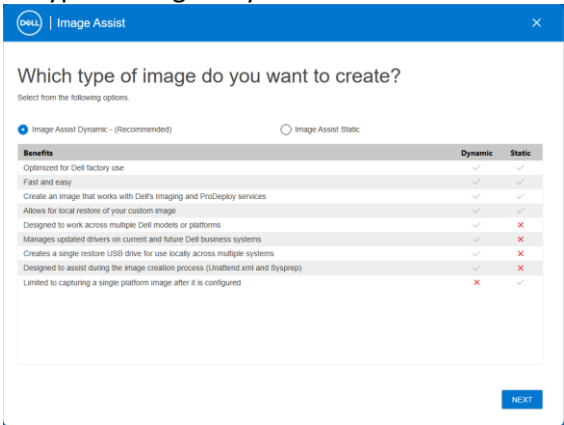 DELL | Image Assist
Which type of image do you want to create?
Select from the following options.
Image Assist Dynamic - (Recommended) Image Assist Static
Benefits Dynamic Static
Optimized for Dell factory use
Fast and easy
Create an image that works with Dell's Imaging and ProDeploy services
Allows for local restore of your custom image
Designed to work across multiple Dell models or platforms
Manages updated drivers on current and future Dell business systems
Creates a single restore USB drive for use locally across multiple systems
Designed to assist during the image creation process (Unattend.xml and Sysprep)
Limited to capturing a single platform image after it is configured
NEXT